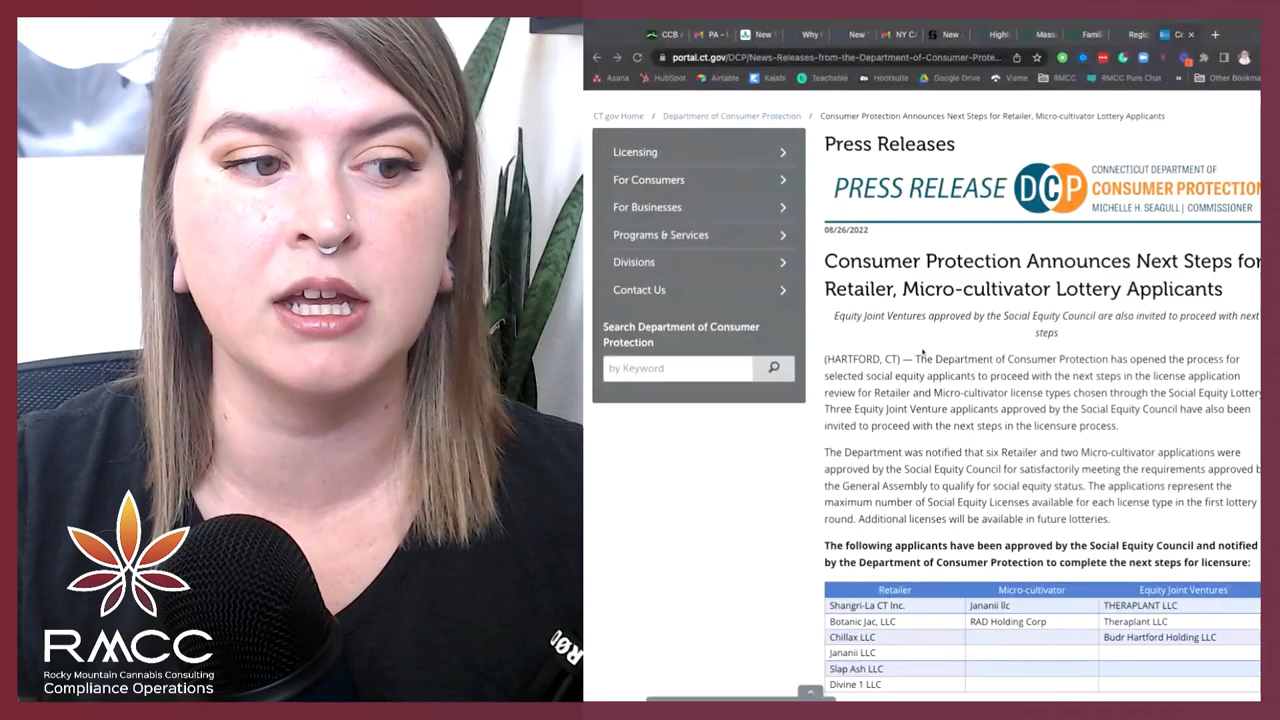 CCB
PA -
New
Why
New
NY C
New
Highl
Mass
Famil
Regic
portal.ct.gov/DCP/News-Releases-from-the-Department-of-Consumer-Prote...
Asana
HubSpot
Airtable
Kajabi
Teachable
Hootsuite
Google Drive
Visme
RMCC
RMCC Pure Chat
»
Other Bookma
CT.gov Home / Department of Consumer Protection / Consumer Protection Announces Next Steps for Retailer, Micro-cultivator Lottery Applicants
Licensing
For Consumers
For Businesses
Programs & Services
Divisions
Contact Us
Search Department of Consumer
Protection
by Keyword
Press Releases
PRESS RELEASE
DCP
CONNECTICUT DEPARTMENT OF
CONSUMER PROTECTION
MICHELLE H. SEAGULL | COMMISSIONER
08/26/2022
Consumer Protection Announces Next Steps for
Retailer, Micro-cultivator Lottery Applicants
Equity Joint Ventures approved by the Social Equity Council are also invited to proceed with next
steps
(HARTFORD, CT) — The Department of Consumer Protection has opened the process for
selected social equity applicants to proceed with the next steps in the license application
review for Retailer and Micro-cultivator license types chosen through the Social Equity Lottery
Three Equity Joint Venture applicants approved by the Social Equity Council have also been
invited to proceed with the next steps in the licensure process.
The Department was notified that six Retailer and two Micro-cultivator applications were
approved by the Social Equity Council for satisfactorily meeting the requirements approved b
the General Assembly to qualify for social equity status. The applications represent the
maximum number of Social Equity Licenses available for each license type in the first lottery
round. Additional licenses will be available in future lotteries.
The following applicants have been approved by the Social Equity Council and notified
by the Department of Consumer Protection to complete the next steps for licensure:
Retailer Micro-cultivator Equity Joint Ventures
Shangri-La CT Inc. Jananii llc THERAPLANT LLC
Botanic Jac, LLC RAD Holding Corp Theraplant LLC
Chillax LLC Budr Hartford Holding LLC
Jananii LLC
Slap Ash LLC
Divine 1 LLC
RMCC
Rocky Mountain Cannabis Consulting
Compliance Operations